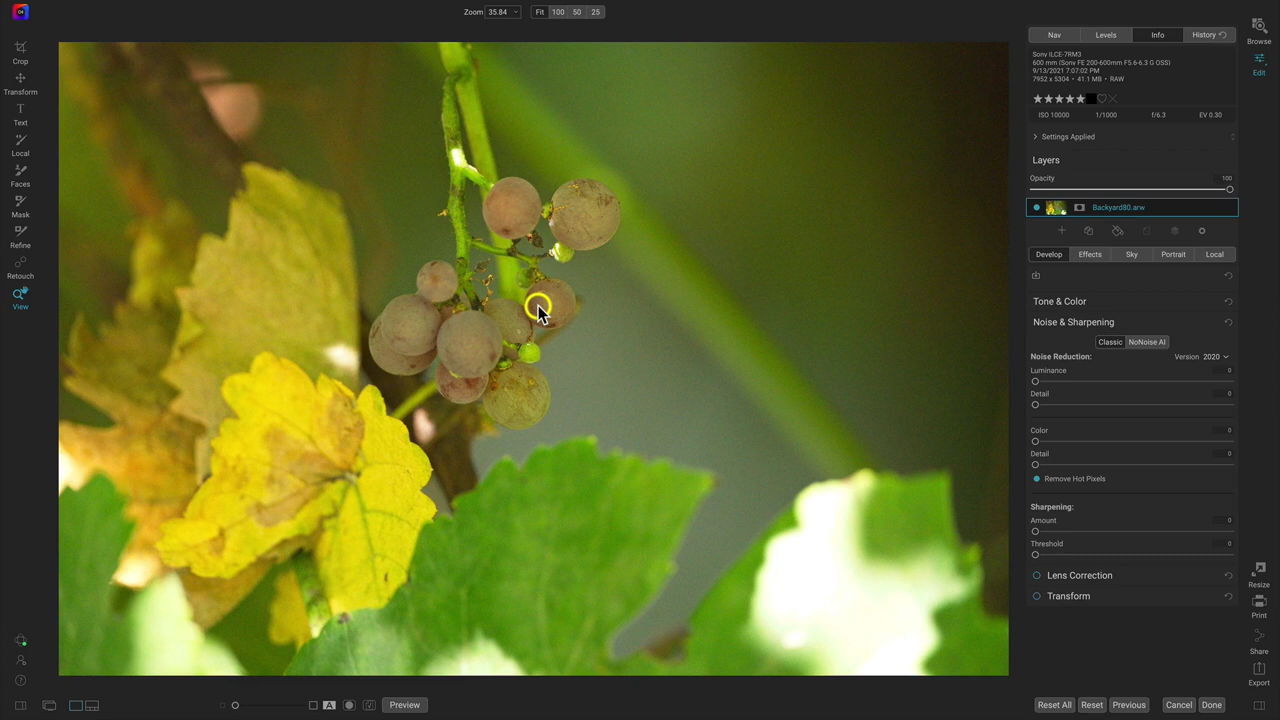 Zoom 35.84 Fit 100 50 25
Crop
Transform
Text
Local
Faces
Mask
Refine
Retouch
View
Nav Levels Info History
Sony ILCE-7RM3
600 mm (Sony FE 200-600mm F5.6-6.3 G OSS)
9/13/2021 7:07:02 PM
7952 x 5304 • 41.1 MB • RAW
ISO 10000 1/1000 f/6.3 EV 0.30
Settings Applied
Layers
Opacity 100
Backyard80.arw
Develop Effects Sky Portrait Local
Tone & Color
Noise & Sharpening
Classic NoNoise AI
Noise Reduction: Version 2020
Luminance 0
Detail 0
Color 0
Detail 0
Remove Hot Pixels
Sharpening:
Amount 0
Threshold 0
Lens Correction
Transform
Browse
Edit
Resize
Print
Share
Export
A Preview
Reset All Reset Previous Cancel Done